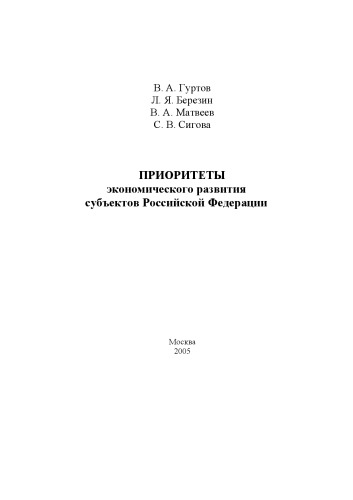 В. А. Гуртов
Л. Я. Березин
В. А. Матвеев
С. В. Сигова
ПРИОРИТЕТЫ
экономического развития
субъектов Российской Федерации
Москва
2005